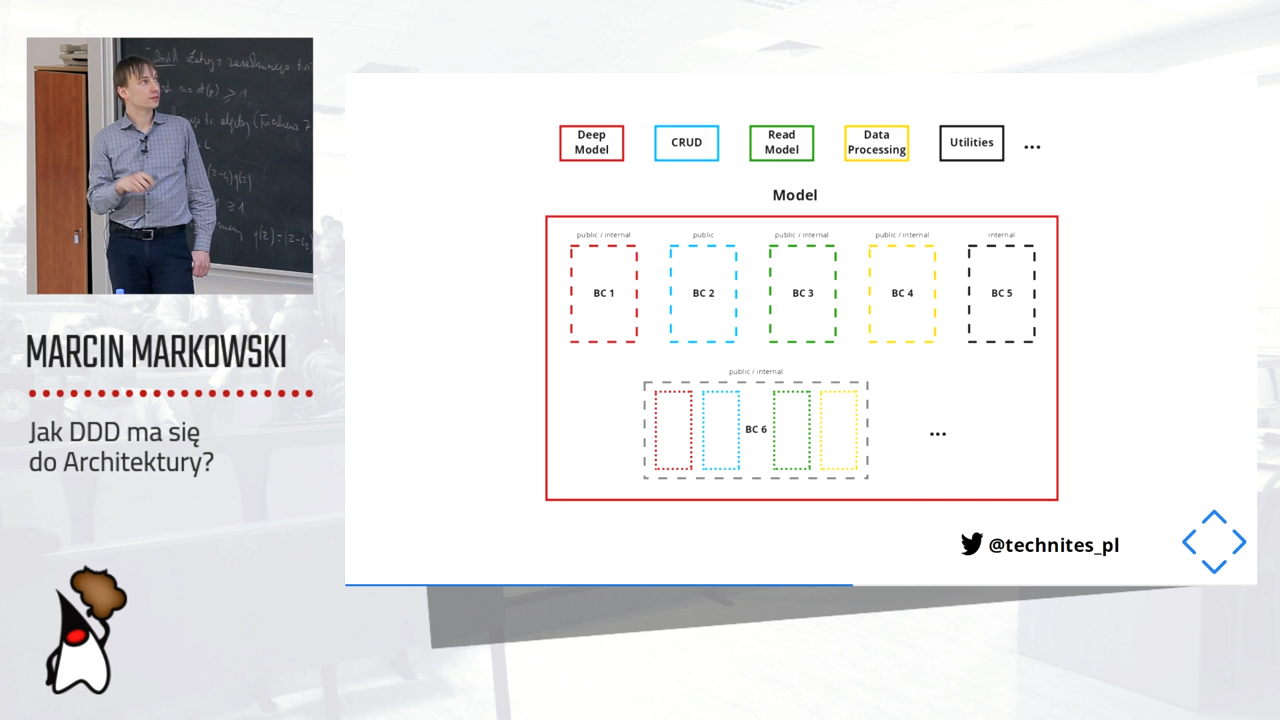 MARCIN MARKOWSKI
Jak DDD ma się
do Architektury?
Deep
Model
CRUD
Read
Model
Data
Processing
Utilities
...
Model
public / internal
public
public / internal
public / internal
internal
BC 1
BC 2
BC 3
BC 4
BC 5
public / internal
BC 6
...
@technites_pl